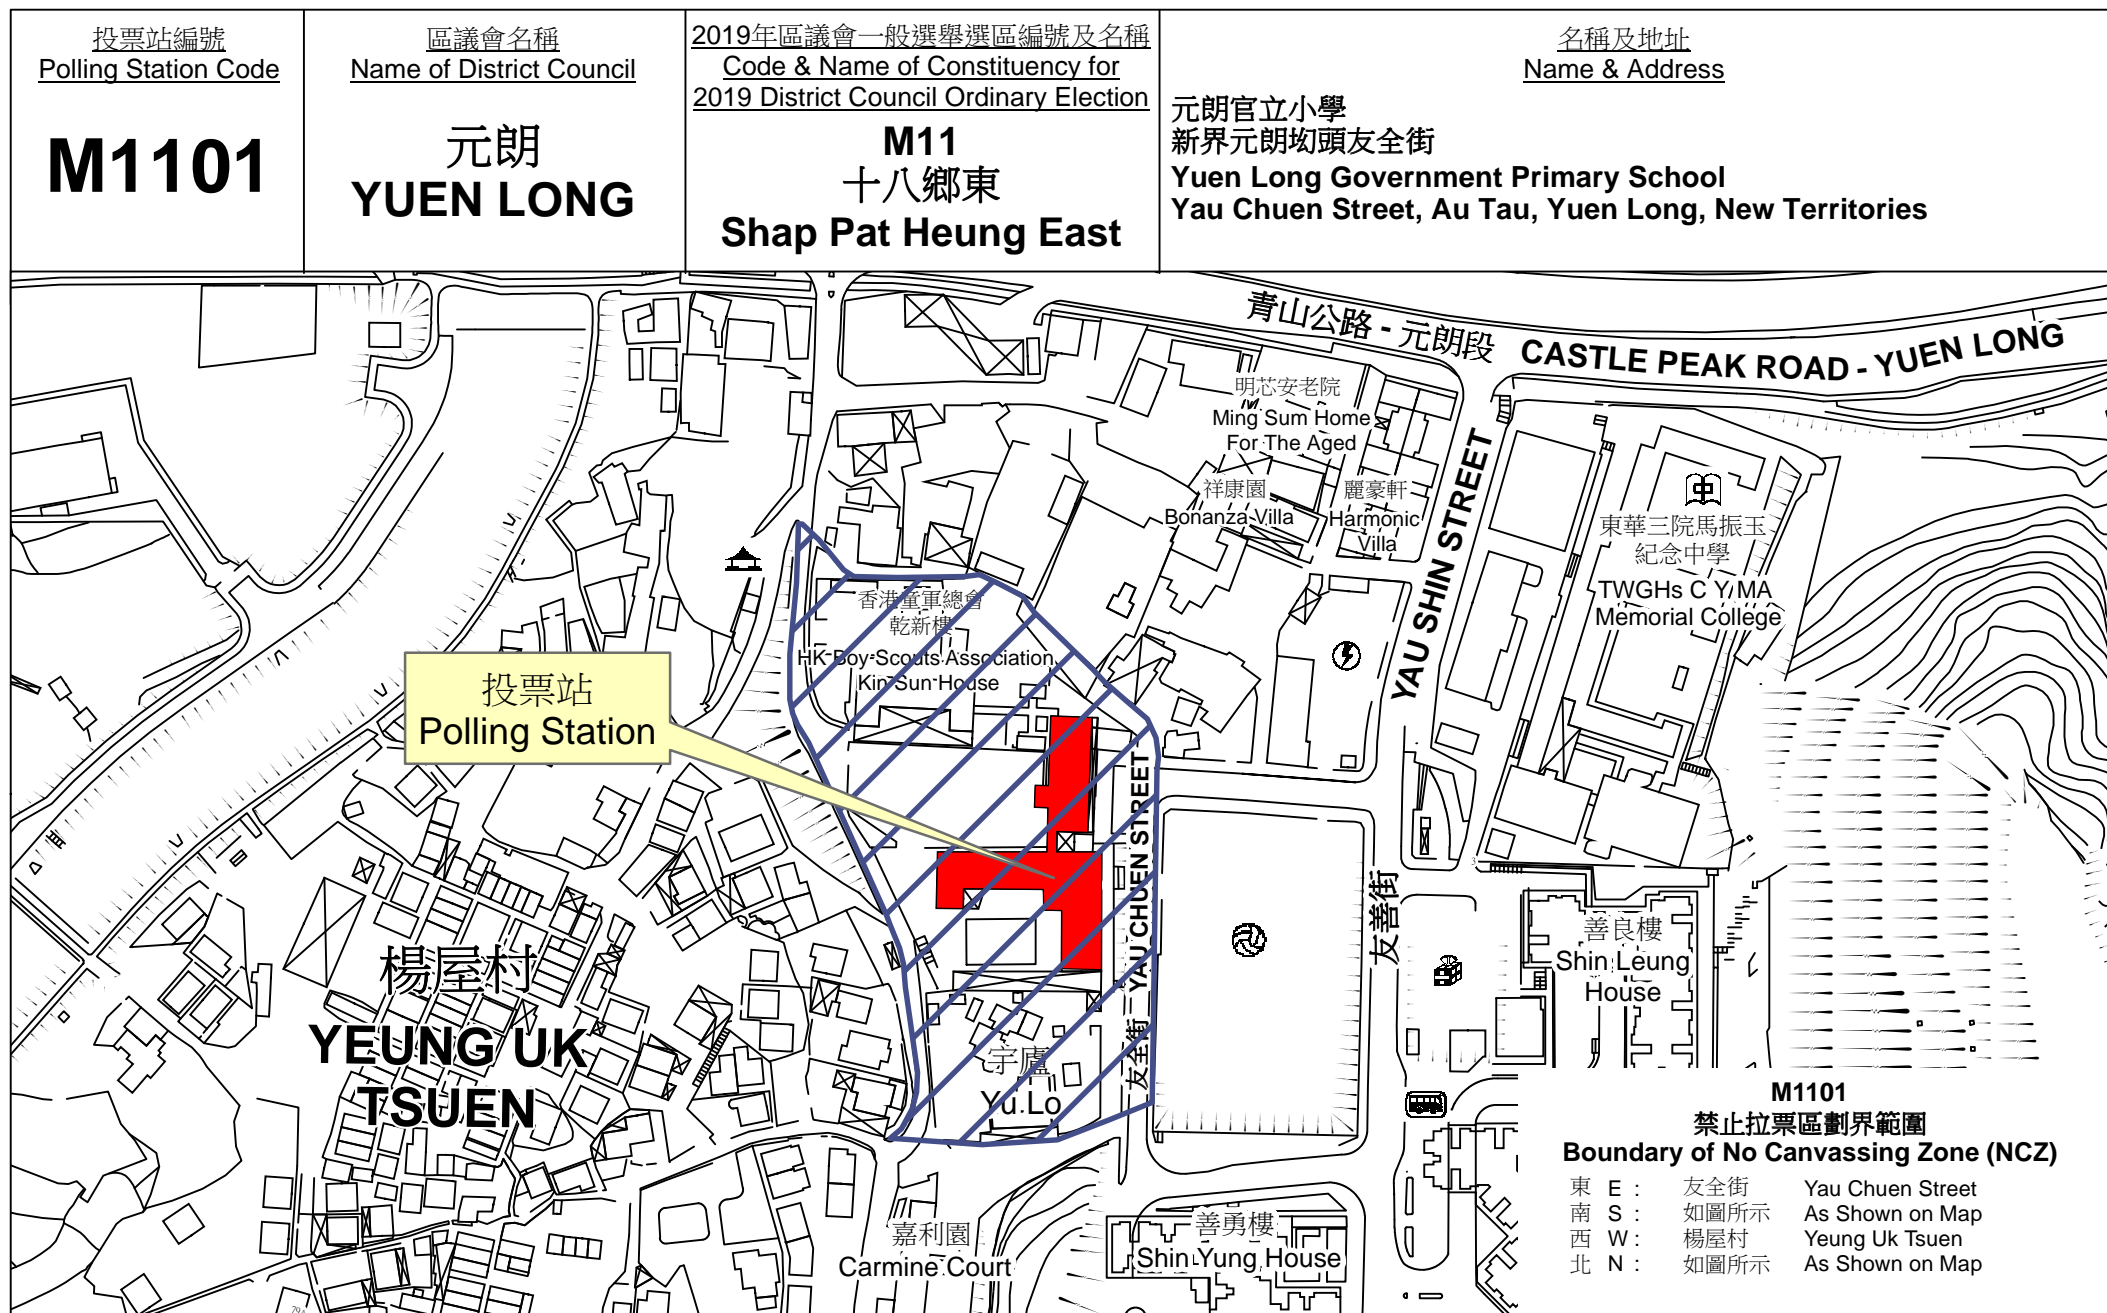 投票站編號
Polling Station Code
M1101
區議會名稱
Name of District Council
元朗
YUEN LONG
2019年區議會一般選舉選區編號及名稱
Code & Name of Constituency for
2019 District Council Ordinary Election
M11
十八鄉東
Shap Pat Heung East
名稱及地址
Name & Address
元朗官立小學
新界元朗坳頭友全街
Yuen Long Government Primary School
Yau Chuen Street, Au Tau, Yuen Long, New Territories
青山公路 - 元朗段
CASTLE PEAK ROAD - YUEN LONG
明芯安老院
Ming Sum Home
For The Aged
祥康園
Bonanza Villa
麗豪軒
Harmonic
Villa
YAU SHIN STREET
中
東華三院馬振玉
紀念中學
TWGHs C Y MA
Memorial College
香港童軍總會
乾新樓
HK Boy Scouts Association
Kin Sun House
投票站
Polling Station
YAU CHUEN STREET
友全街
友善街
善良樓
Shin Leung
House
楊屋村
YEUNG UK
TSUEN
宇廬
Yu Lo
嘉利園
Carmine Court
善勇樓
Shin Yung House
M1101
禁止拉票區劃界範圍
Boundary of No Canvassing Zone (NCZ)
東 E : 友全街 Yau Chuen Street
南 S : 如圖所示 As Shown on Map
西 W : 楊屋村 Yeung Uk Tsuen
北 N : 如圖所示 As Shown on Map